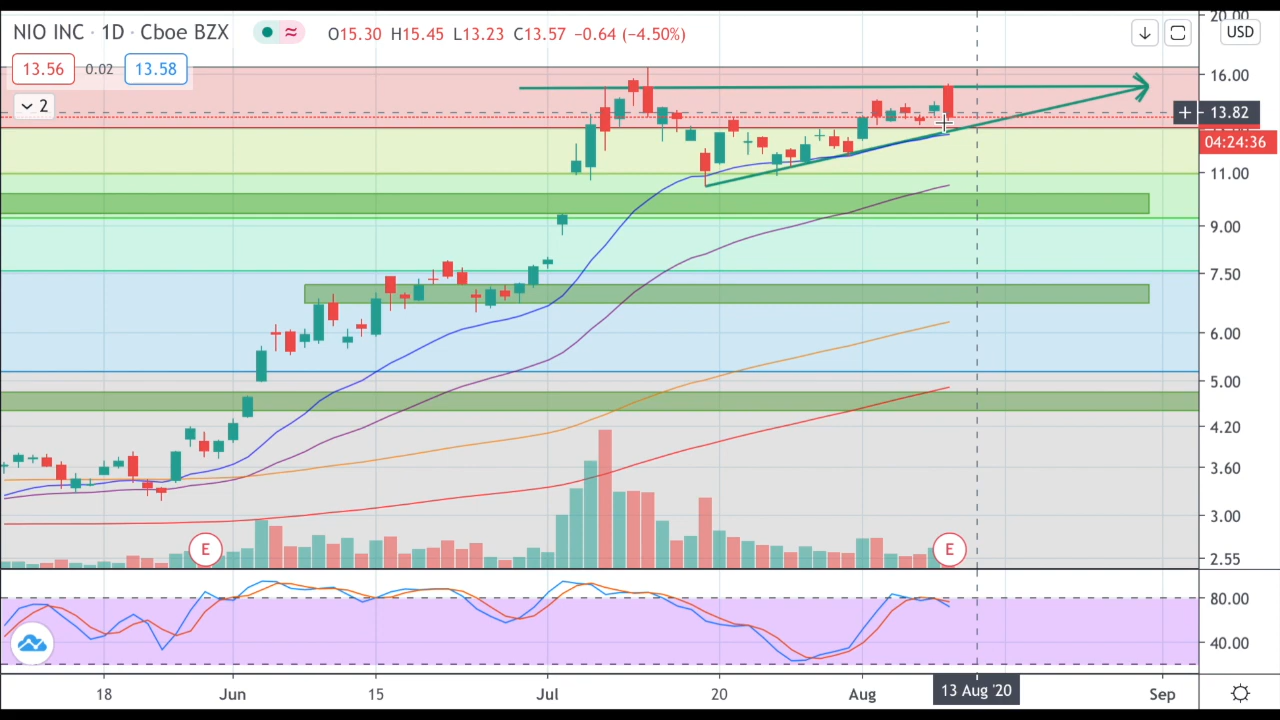 NIO INC · 1D · Cboe BZX
O15.30 H15.45 L13.23 C13.57 −0.64 (−4.50%)
13.56 0.02 13.58
2
USD
20.00
16.00
13.82
04:24:36
11.00
9.00
7.50
6.00
5.00
4.20
3.60
3.00
2.55
E E
80.00
40.00
18 Jun 15 Jul 20 Aug 13 Aug '20 Sep